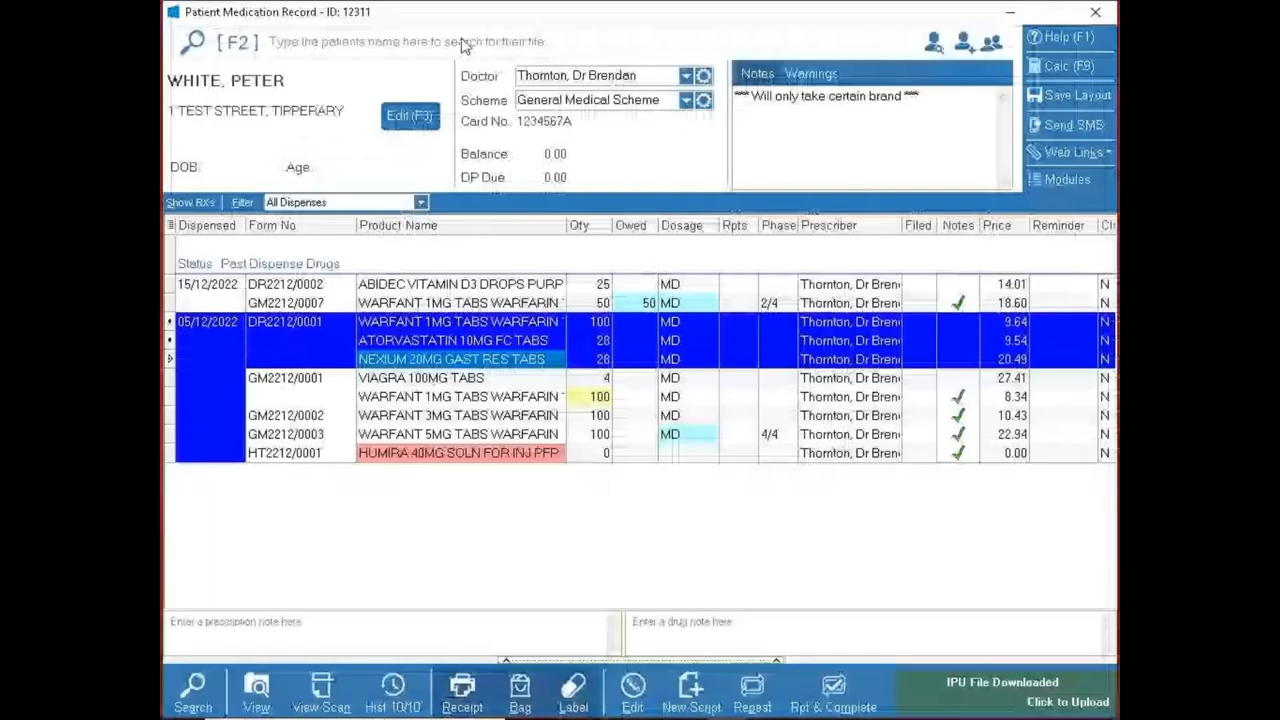 Patient Medication Record - ID: 12311
[ F2 ] Type the patients name here to search for their file
WHITE, PETER
1 TEST STREET, TIPPERARY
Edit (F3)
DOB
Age
Doctor Thornton, Dr Brendan
Scheme General Medical Scheme
Card No. 1234567A
Balance 0.00
DP Due 0.00
Notes Warnings
*** Will only take certain brand ***
Help (F1)
Calc (F9)
Save Layout
Send SMS
Web Links
Modules
Show RX's Filter All Dispenses
Dispensed Form No Product Name Qty Owed Dosage Rpts Phase Prescriber Filed Notes Price Reminder
Status Past Dispense Drugs
15/12/2022 DR2212/0002 ABIDEC VITAMIN D3 DROPS PURP 25 MD Thornton, Dr Bren 14.01 N
GM2212/0007 WARFANT 1MG TABS WARFARIN 50 50 MD 2/4 Thornton, Dr Bren 18.60 N
05/12/2022 DR2212/0001 WARFANT 1MG TABS WARFARIN 100 MD Thornton, Dr Bren 9.64 N
ATORVASTATIN 10MG FC TABS 28 MD Thornton, Dr Bren 9.54 N
NEXIUM 20MG GAST RES TABS 28 MD Thornton, Dr Bren 20.49 N
GM2212/0001 VIAGRA 100MG TABS 4 MD Thornton, Dr Bren 27.41 N
WARFANT 1MG TABS WARFARIN 100 MD Thornton, Dr Bren 8.34 N
GM2212/0002 WARFANT 3MG TABS WARFARIN 100 MD Thornton, Dr Bren 10.43 N
GM2212/0003 WARFANT 5MG TABS WARFARIN 100 MD 4/4 Thornton, Dr Bren 22.94 N
HT2212/0001 HUMIRA 40MG SOLN FOR INJ PFP 0 Thornton, Dr Bren 0.00 N
Enter a prescription note here
Enter a drug note here
Search View View Scan Hist 10/10 Receipt Bag Label Edit New Script Repeat Rpt & Complete
IPU File Downloaded
Click to Upload